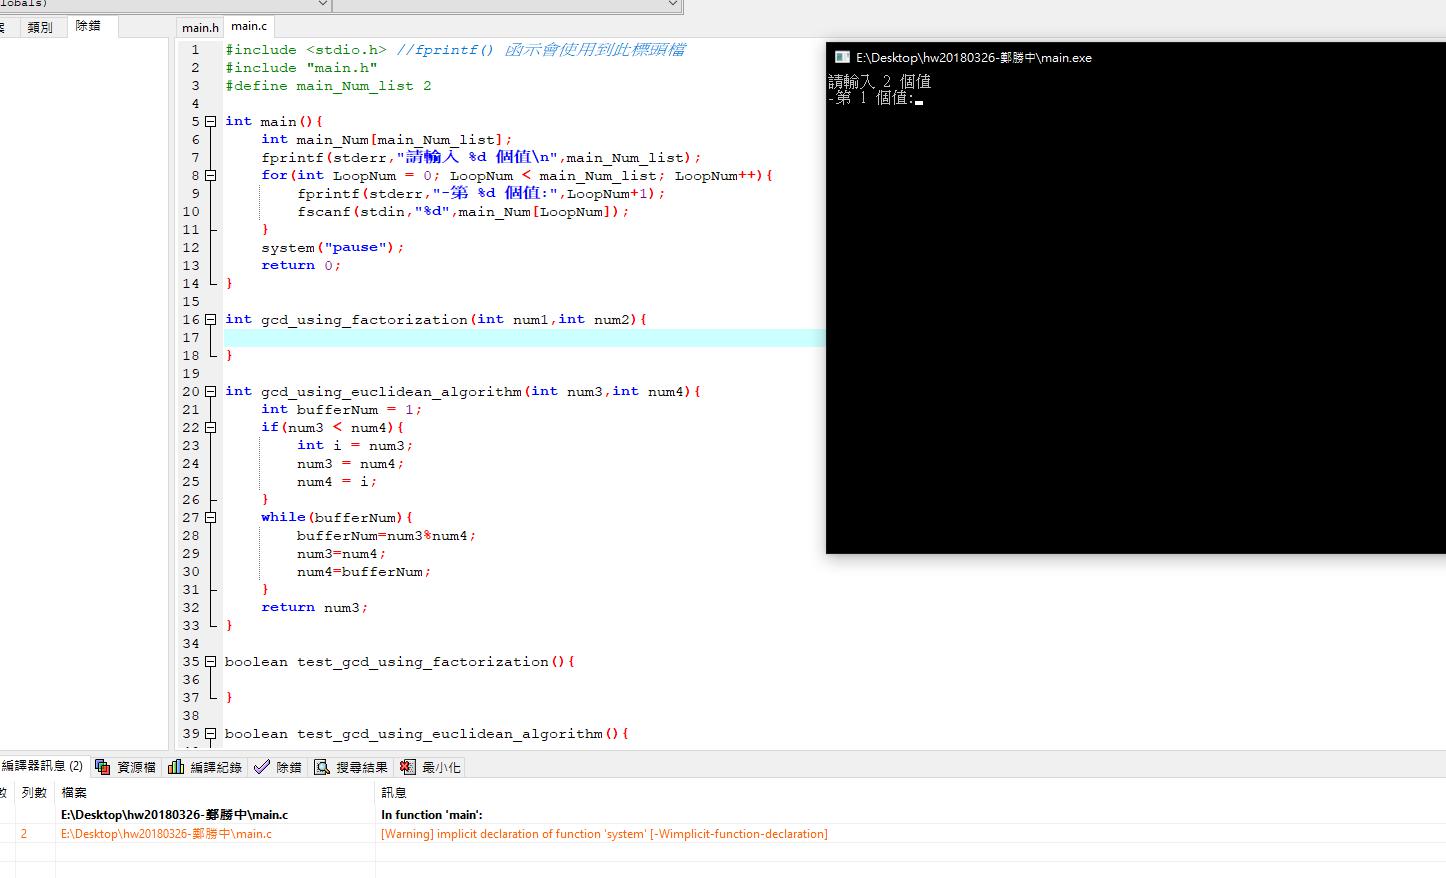 lobals)
類別 除錯
main.h main.c
1 #include <stdio.h> //fprintf() 函示會使用到此標頭檔
2 #include "main.h"
3 #define main_Num_list 2
4
5 int main(){
6 int main_Num[main_Num_list];
7 fprintf(stderr,"請輸入 %d 個值\n",main_Num_list);
8 for(int LoopNum = 0; LoopNum < main_Num_list; LoopNum++){
9 fprintf(stderr,"-第 %d 個值:",LoopNum+1);
10 fscanf(stdin,"%d",main_Num[LoopNum]);
11 }
12 system("pause");
13 return 0;
14 }
15
16 int gcd_using_factorization(int num1,int num2){
17
18 }
19
20 int gcd_using_euclidean_algorithm(int num3,int num4){
21 int bufferNum = 1;
22 if(num3 < num4){
23 int i = num3;
24 num3 = num4;
25 num4 = i;
26 }
27 while(bufferNum){
28 bufferNum=num3%num4;
29 num3=num4;
30 num4=bufferNum;
31 }
32 return num3;
33 }
34
35 boolean test_gcd_using_factorization(){
36
37 }
38
39 boolean test_gcd_using_euclidean_algorithm(){
E:\Desktop\hw20180326-鄭勝中\main.exe
請輸入 2 個值
-第 1 個值:
編譯器訊息 (2) 資源檔 編譯紀錄 除錯 搜尋結果 最小化
列數 檔案 訊息
E:\Desktop\hw20180326-鄭勝中\main.c In function 'main':
2 E:\Desktop\hw20180326-鄭勝中\main.c [Warning] implicit declaration of function 'system' [-Wimplicit-function-declaration]